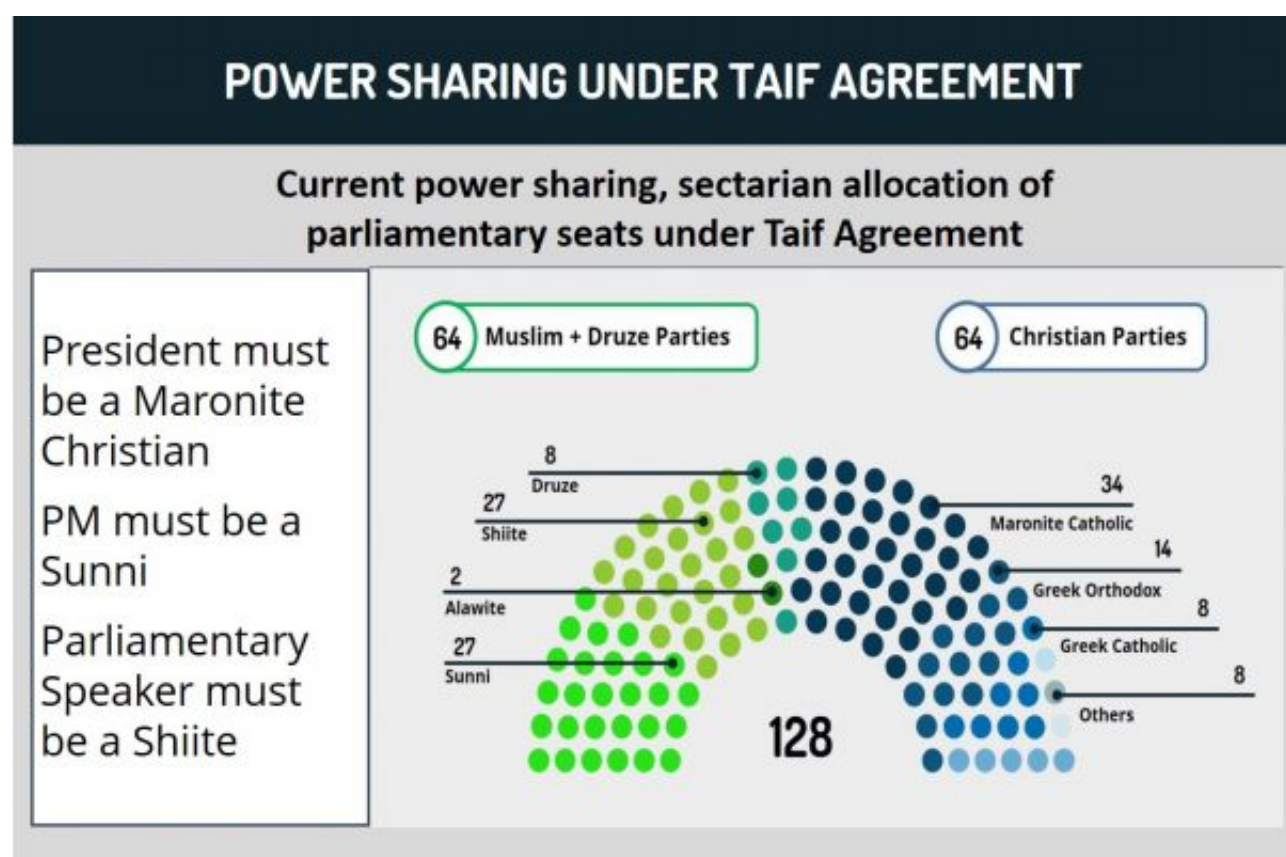 POWER SHARING UNDER TAIF AGREEMENT
Current power sharing, sectarian allocation of
parliamentary seats under Taif Agreement
President must
be a Maronite
Christian
PM must be a
Sunni
Parliamentary
Speaker must
be a Shiite
64 Muslim + Druze Parties
64 Christian Parties
8
Druze
27
Shiite
2
Alawite
27
Sunni
34
Maronite Catholic
14
Greek Orthodox
8
Greek Catholic
8
Others
128